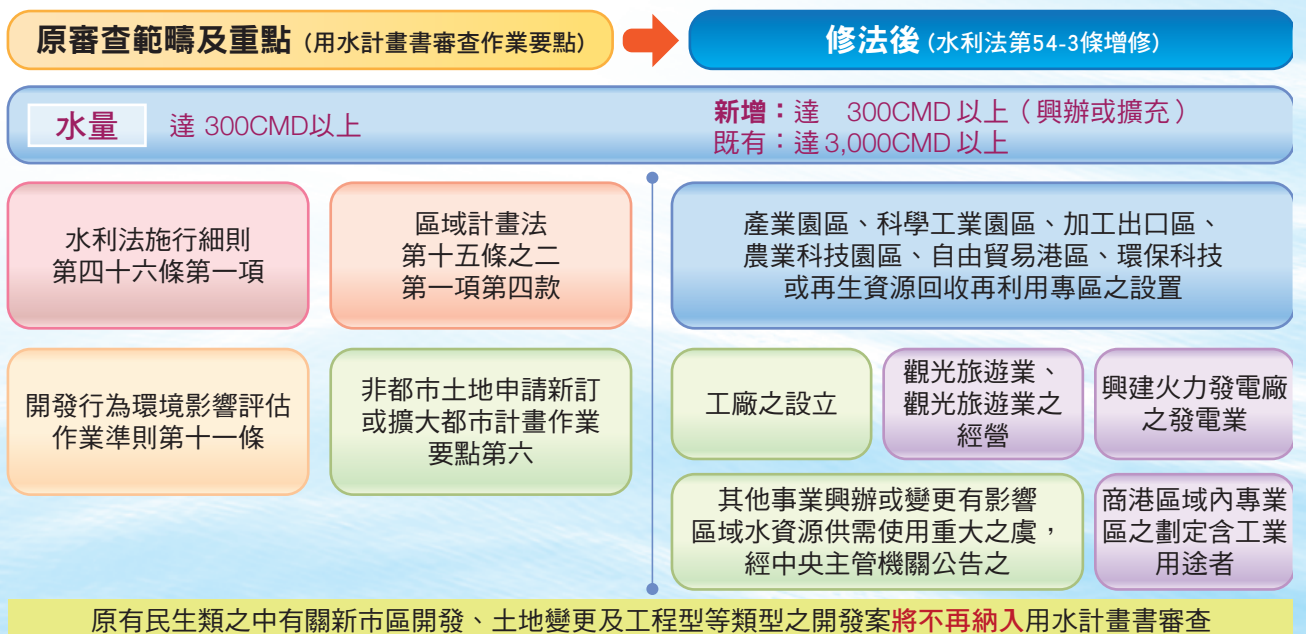 原審查範疇及重點 (用水計畫書審查作業要點)
修法後 (水利法第54-3條增修)
水量
達 300CMD以上
新增：達 300CMD 以上（興辦或擴充）
既有：達 3,000CMD 以上
水利法施行細則
第四十六條第一項
區域計畫法
第十五條之二
第一項第四款
開發行為環境影響評估
作業準則第十一條
非都市土地申請新訂
或擴大都市計畫作業
要點第六
產業園區、科學工業園區、加工出口區、
農業科技園區、自由貿易港區、環保科技
或再生資源回收再利用專區之設置
工廠之設立
觀光旅遊業、
觀光旅遊業之
經營
興建火力發電廠
之發電業
其他事業興辦或變更有影響
區域水資源供需使用重大之虞，
經中央主管機關公告之
商港區域內專業
區之劃定含工業
用途者
原有民生類之中有關新市區開發、土地變更及工程型等類型之開發案將不再納入用水計畫書審查